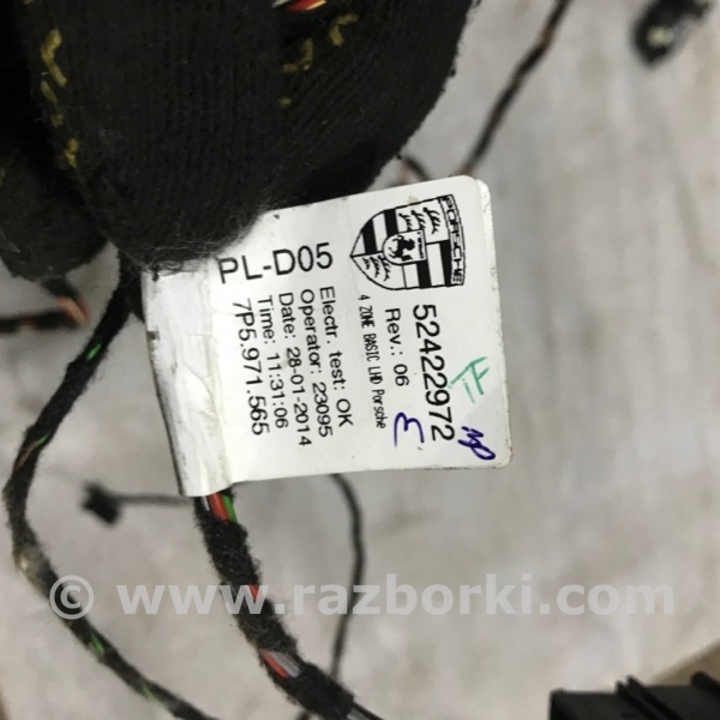 PORSCHE
52422972
Rev.: 06
4 ZONE BASIC LHD Porsche
PL-D05
Electr. test: OK
Operator: 23095
Date: 28-01-2014
Time: 11:31:06
7P5.971.565
© www.razborki.com